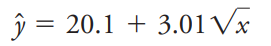 ŷ = 20.1 + 3.01√x